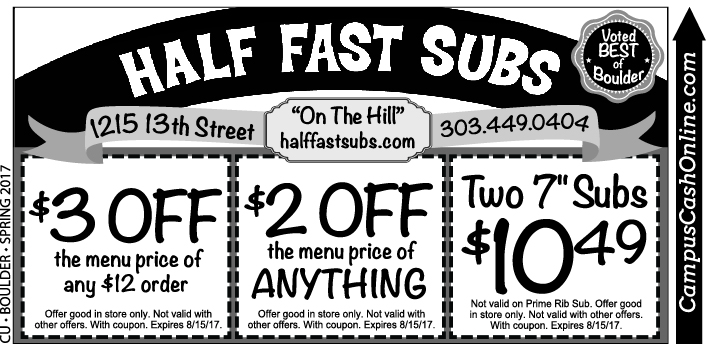 HALF FAST SUBS
Voted
BEST
of
Boulder
1215 13th Street
"On The Hill"
halffastsubs.com
303.449.0404
$3 OFF
the menu price of
any $12 order
Offer good in store only. Not valid with
other offers. With coupon. Expires 8/15/17.
$2 OFF
the menu price of
ANYTHING
Offer good in store only. Not valid with
other offers. With coupon. Expires 8/15/17.
Two 7" Subs
$10 49
Not valid on Prime Rib Sub. Offer good
in store only. Not valid with other offers.
With coupon. Expires 8/15/17.
CU • BOULDER • SPRING 2017
CampusCashOnline.com